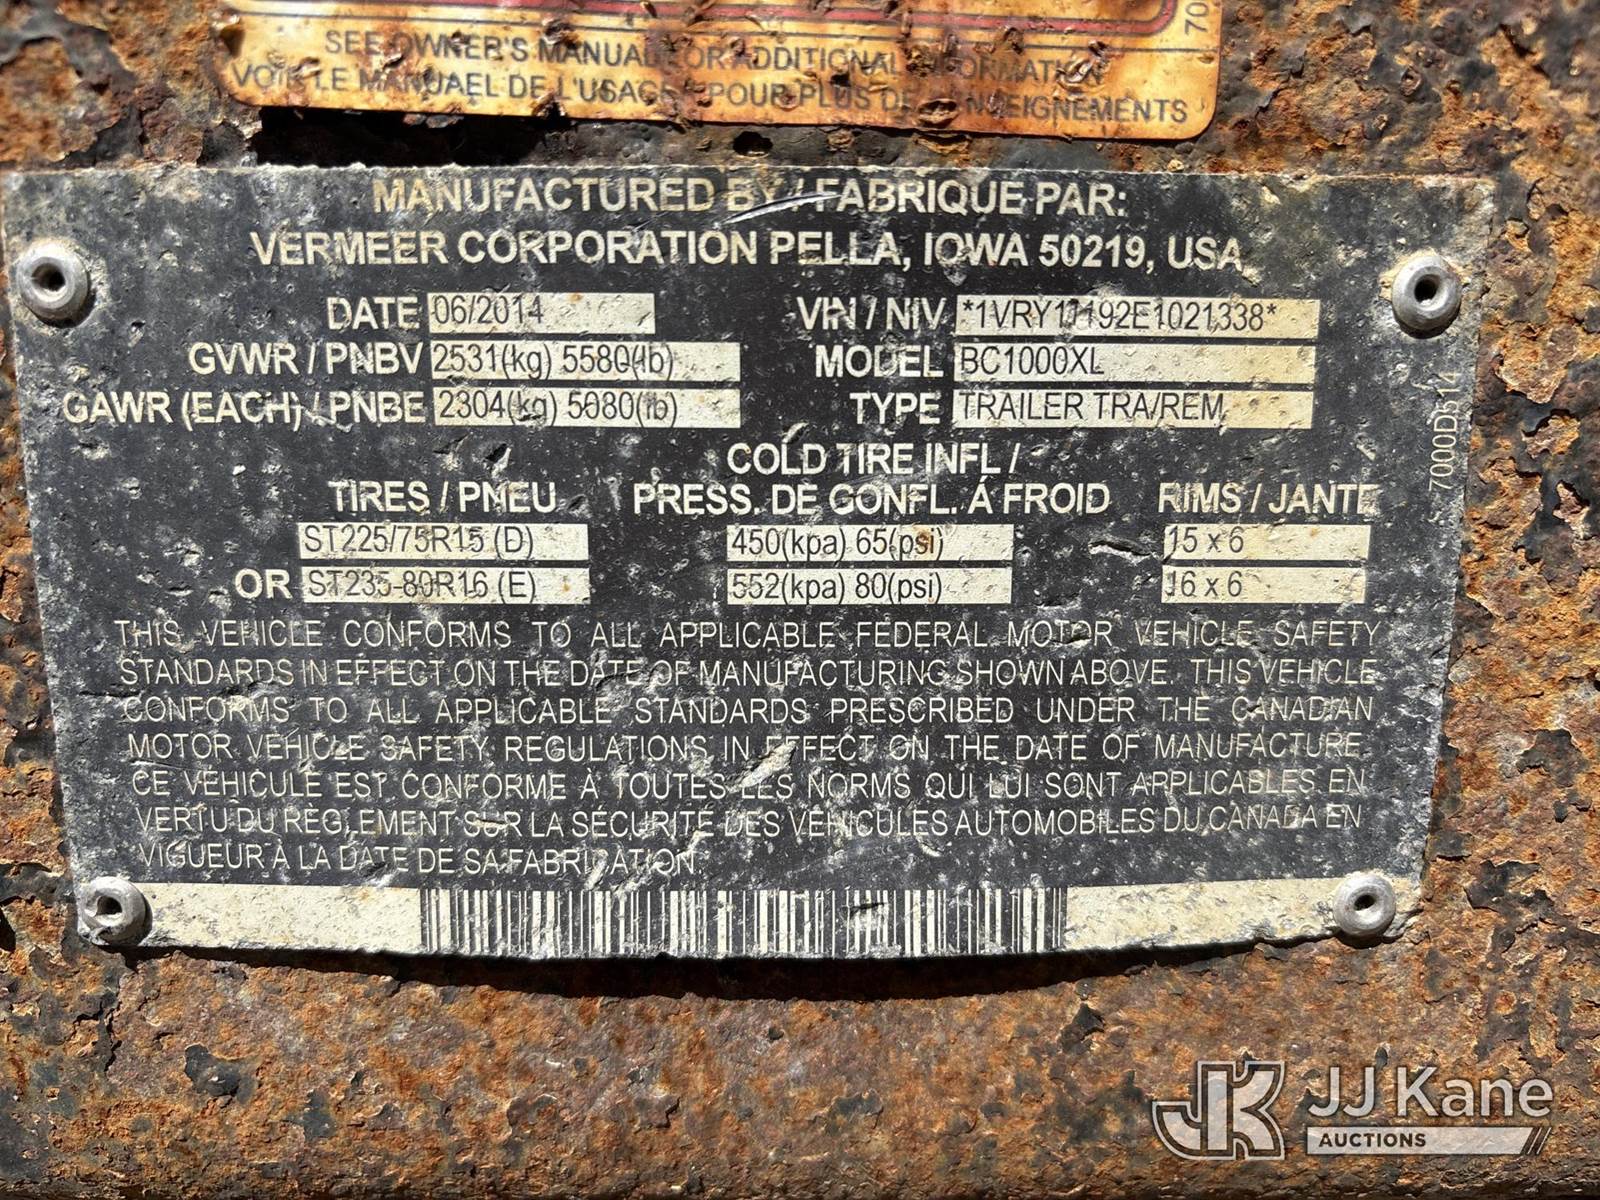 SEE OWNER'S MANUAL FOR ADDITIONAL INFORMATION
VOIR LE MANUAEL DE L'USAGER POUR PLUS DE RENSEIGNEMENTS
70
MANUFACTURED BY / FABRIQUE PAR:
VERMEER CORPORATION PELLA, IOWA 50219, USA
DATE 06/2014 VIN / NIV *1VRY11192E1021338*
GVWR / PNBV 2531(kg) 5580(lb) MODEL BC1000XL
GAWR (EACH) / PNBE 2304(kg) 5080(lb) TYPE TRAILER TRA/REM
7000D514
COLD TIRE INFL /
TIRES / PNEU PRESS. DE GONFL. Á FROID RIMS / JANTE
ST225/75R15 (D) 450(kpa) 65(psi) 15 x 6
OR ST235-80R16 (E) 552(kpa) 80(psi) 16 x 6
THIS VEHICLE CONFORMS TO ALL APPLICABLE FEDERAL MOTOR VEHICLE SAFETY
STANDARDS IN EFFECT ON THE DATE OF MANUFACTURING SHOWN ABOVE. THIS VEHICLE
CONFORMS TO ALL APPLICABLE STANDARDS PRESCRIBED UNDER THE CANADIAN
MOTOR VEHICLE SAFETY REGULATIONS IN EFFECT ON THE DATE OF MANUFACTURE
CE VÉHICULE EST CONFORME À TOUTES LES NORMS QUI LUI SONT APPLICABLES EN
VERTU DU RÈGLEMENT SUR LA SÉCURITÉ DES VÉHICULES AUTOMOBILES DU CANADA EN
VIGUEUR À LA DATE DE SA FABRICATION.
JK JJ Kane
AUCTIONS